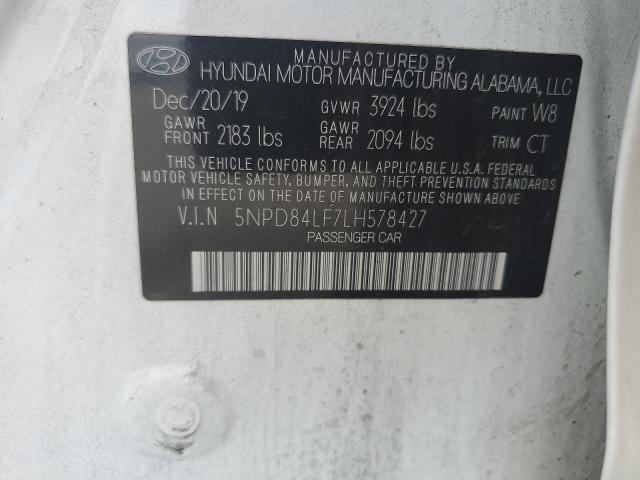 MANUFACTURED BY
HYUNDAI MOTOR MANUFACTURING ALABAMA, LLC
Dec/20/19 GVWR 3924 lbs PAINT W8
GAWR FRONT 2183 lbs GAWR REAR 2094 lbs TRIM CT
THIS VEHICLE CONFORMS TO ALL APPLICABLE U.S.A. FEDERAL
MOTOR VEHICLE SAFETY, BUMPER, AND THEFT PREVENTION STANDARDS
IN EFFECT ON THE DATE OF MANUFACTURE SHOWN ABOVE.
V.I.N 5NPD84LF7LH578427
PASSENGER CAR